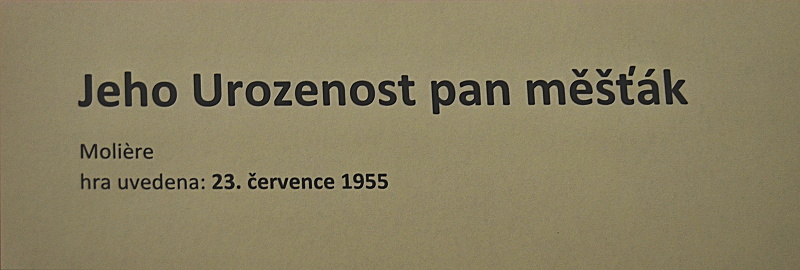 Jeho Urozenost pan měšťák
Molière
hra uvedena: 23. července 1955